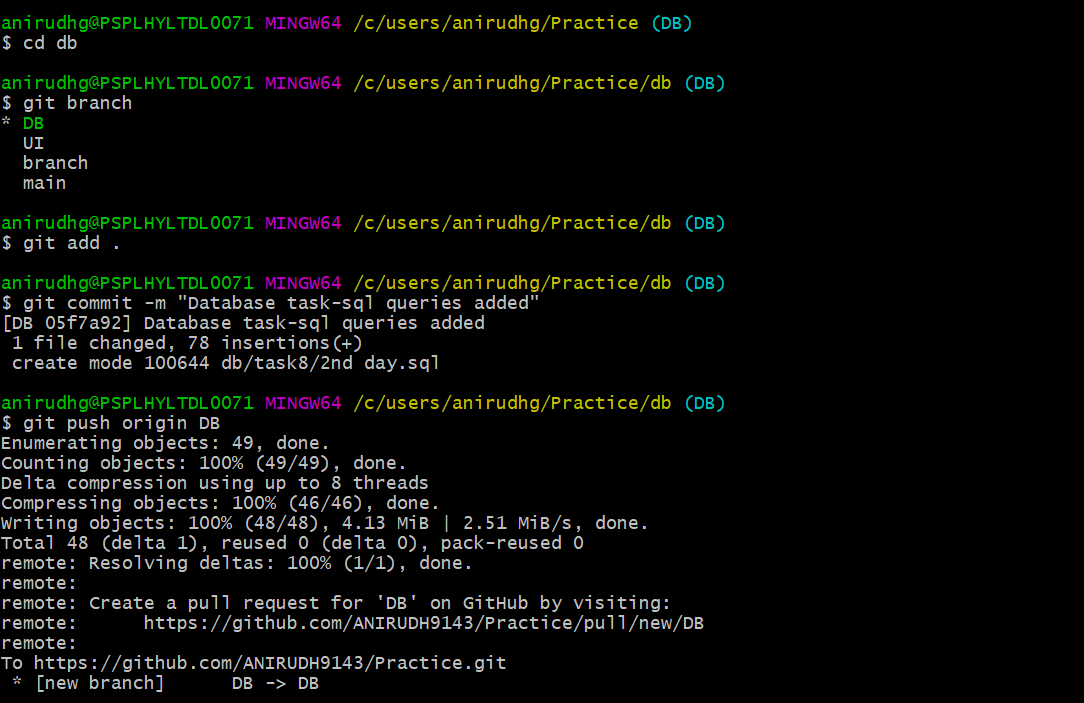 anirudhg@PSPLHYLTDL0071 MINGW64 /c/users/anirudhg/Practice (DB)
$ cd db
anirudhg@PSPLHYLTDL0071 MINGW64 /c/users/anirudhg/Practice/db (DB)
$ git branch
* DB
  UI
  branch
  main
anirudhg@PSPLHYLTDL0071 MINGW64 /c/users/anirudhg/Practice/db (DB)
$ git add .
anirudhg@PSPLHYLTDL0071 MINGW64 /c/users/anirudhg/Practice/db (DB)
$ git commit -m "Database task-sql queries added"
[DB 05f7a92] Database task-sql queries added
 1 file changed, 78 insertions(+)
 create mode 100644 db/task8/2nd day.sql
anirudhg@PSPLHYLTDL0071 MINGW64 /c/users/anirudhg/Practice/db (DB)
$ git push origin DB
Enumerating objects: 49, done.
Counting objects: 100% (49/49), done.
Delta compression using up to 8 threads
Compressing objects: 100% (46/46), done.
Writing objects: 100% (48/48), 4.13 MiB | 2.51 MiB/s, done.
Total 48 (delta 1), reused 0 (delta 0), pack-reused 0
remote: Resolving deltas: 100% (1/1), done.
remote:
remote: Create a pull request for 'DB' on GitHub by visiting:
remote:      https://github.com/ANIRUDH9143/Practice/pull/new/DB
remote:
To https://github.com/ANIRUDH9143/Practice.git
 * [new branch]      DB -> DB